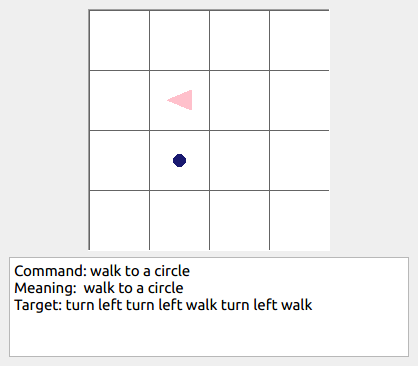 Command: walk to a circle
Meaning:  walk to a circle
Target: turn left turn left walk turn left walk